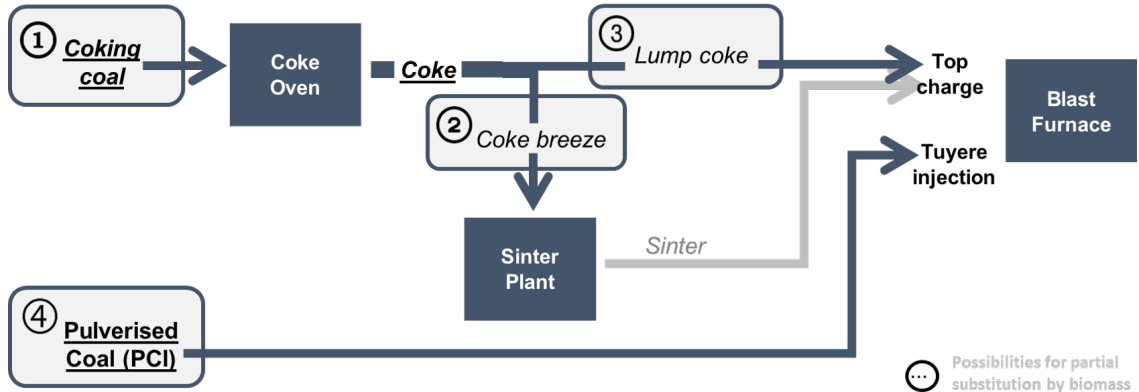 ① Coking
coal
Coke
Oven
Coke
③
Lump coke
Top
charge
Blast
Furnace
② Coke breeze
Tuyere
injection
Sinter
Plant
Sinter
④ Pulverised
Coal (PCI)
... Possibilities for partial
substitution by biomass